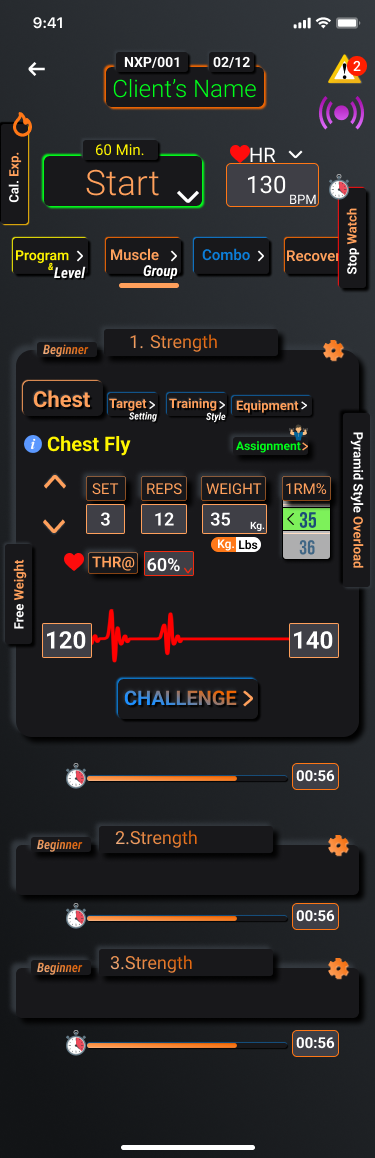 9:41
NXP/001 02/12
Client's Name
2
Cal. Exp.
60 Min.
Start
HR
130
BPM
Stop Watch
Program
&
Level
Muscle
Group
Combo
Recover
Beginner
1. Strength
Chest
Target
Setting
Training
Style
Equipment
Chest Fly
Assignment
Pyramid Style Overload
SET REPS WEIGHT 1RM%
3 12 35 Kg. 35
Kg. Lbs 36
THR@ 60%
Free Weight
120 140
CHALLENGE
00:56
Beginner
2.Strength
00:56
Beginner
3.Strength
00:56